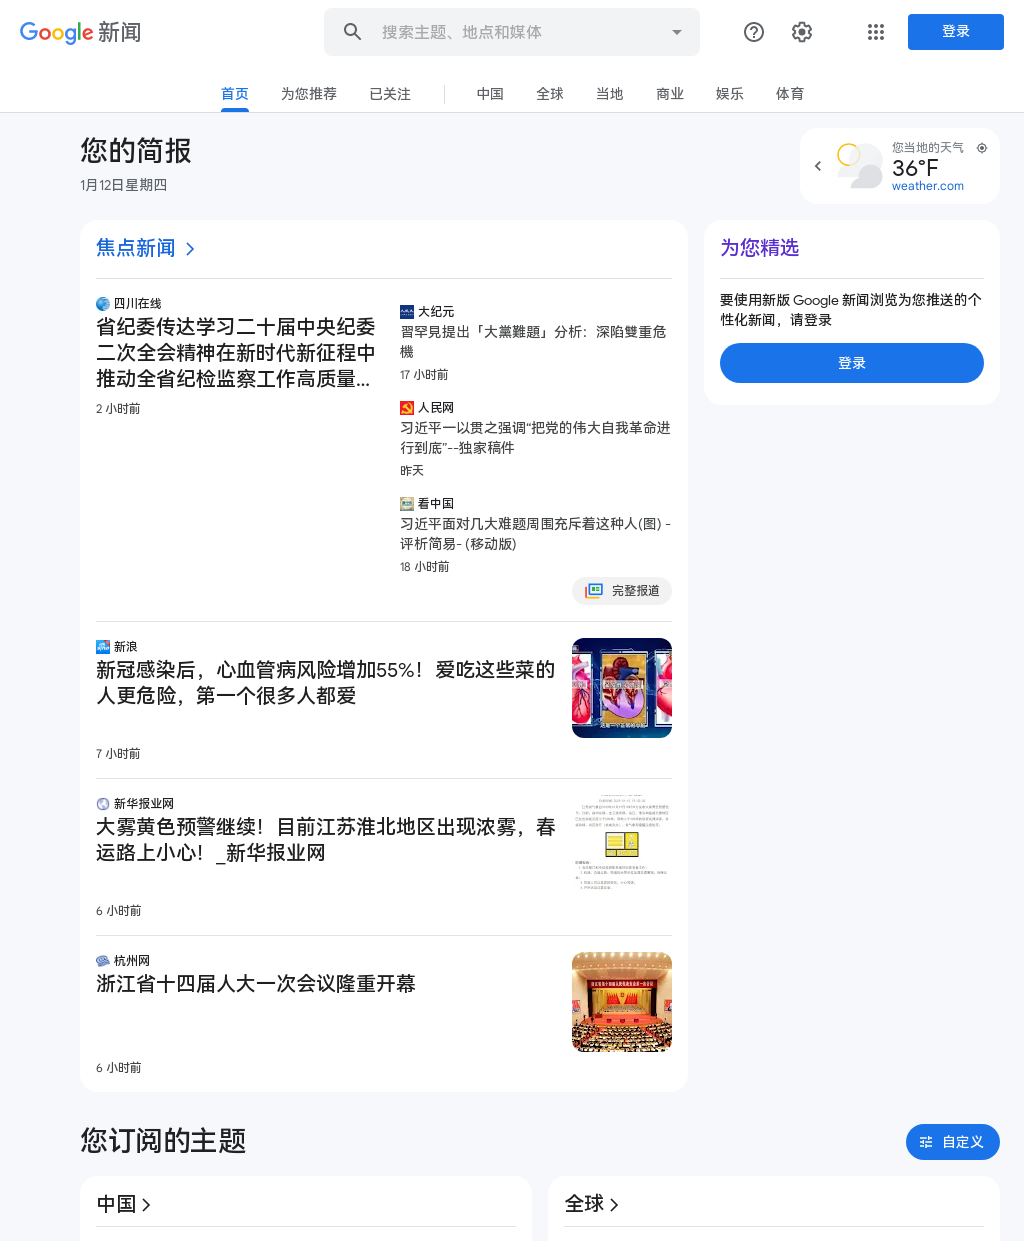 Google 新闻
搜索主题、地点和媒体
登录
首页
为您推荐
已关注
中国
全球
当地
商业
娱乐
体育
您的简报
1月12日星期四
您当地的天气
36°F
weather.com
焦点新闻
四川在线
省纪委传达学习二十届中央纪委
二次全会精神在新时代新征程中
推动全省纪检监察工作高质量...
2 小时前
大纪元
習罕見提出「大黨難題」分析：深陷雙重危
機
17 小时前
人民网
习近平一以贯之强调“把党的伟大自我革命进
行到底”--独家稿件
昨天
看中国
习近平面对几大难题周围充斥着这种人(图) -
评析简易- (移动版)
18 小时前
完整报道
为您精选
要使用新版 Google 新闻浏览为您推送的个
性化新闻，请登录
登录
新浪
新冠感染后，心血管病风险增加55%！爱吃这些菜的
人更危险，第一个很多人都爱
7 小时前
新华报业网
大雾黄色预警继续！目前江苏淮北地区出现浓雾，春
运路上小心！_新华报业网
6 小时前
杭州网
浙江省十四届人大一次会议隆重开幕
6 小时前
您订阅的主题
自定义
中国
全球